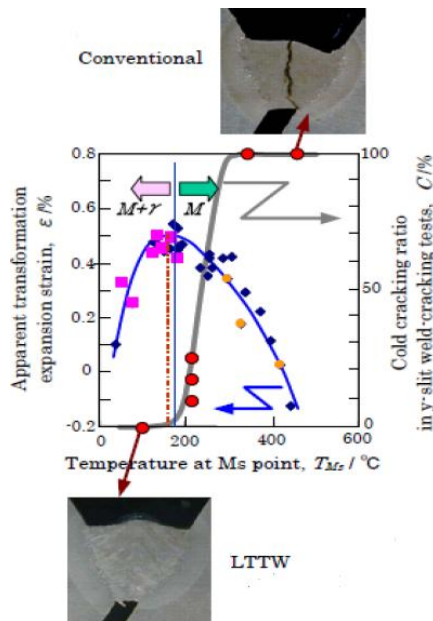 Conventional
0.8
0.6
0.4
0.2
0
-0.2
100
50
0
M+γ
M
Apparent transformation
expansion strain, ε /%
Cold cracking ratio
in y-slit weld-cracking tests, C/%
0 200 400 600
Temperature at Ms point, TMs / °C
LTTW